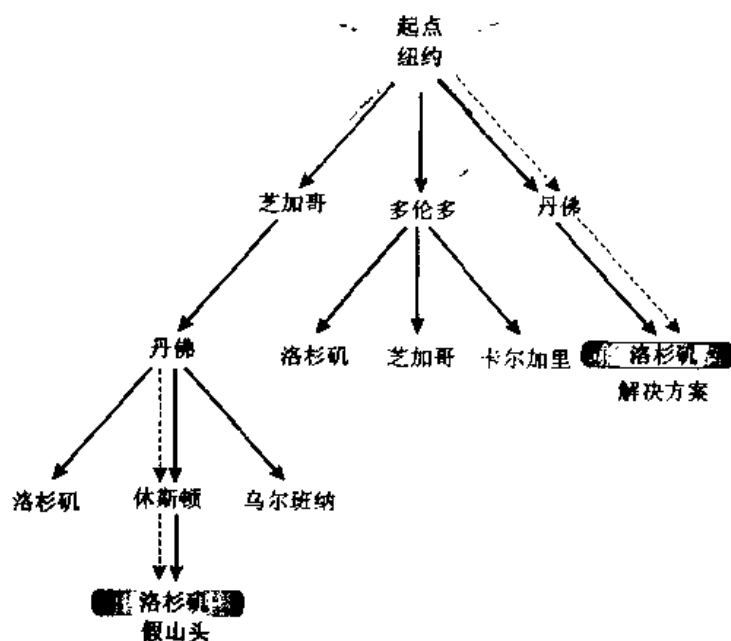 起点
纽约
芝加哥
多伦多
丹佛
丹佛
洛杉矶
芝加哥
卡尔加里
洛杉矶
解决方案
洛杉矶
休斯顿
乌尔班纳
洛杉矶
假山头